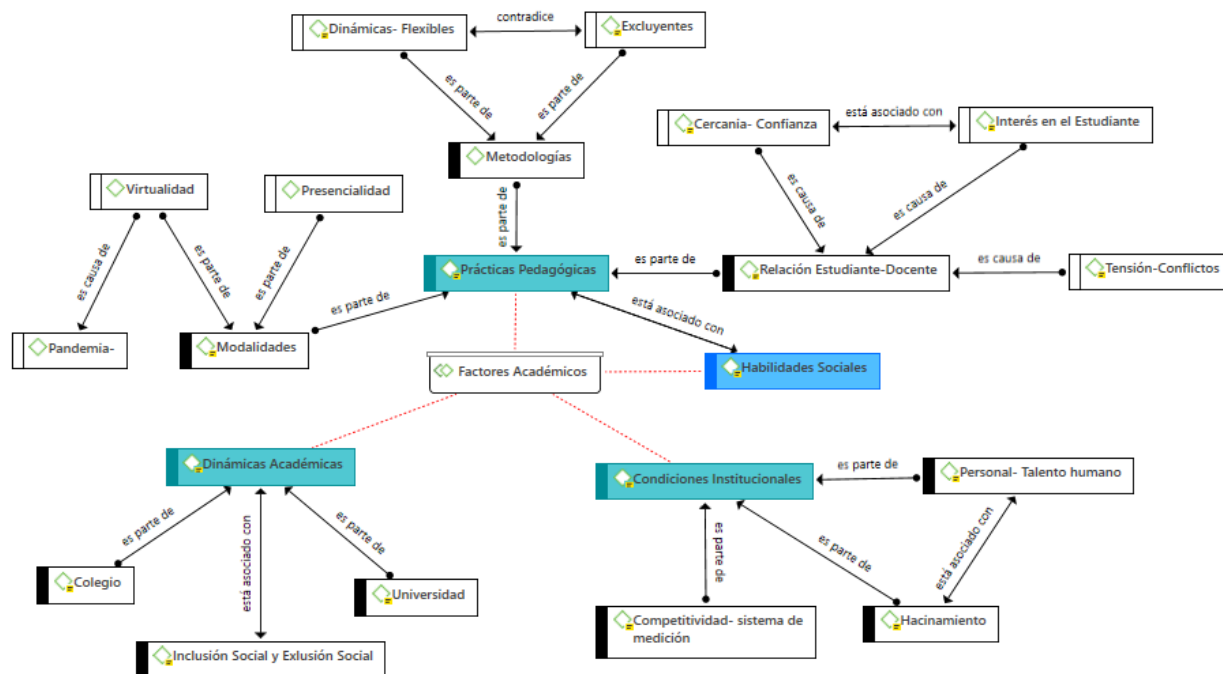 Dinámicas- Flexibles
contradice
Excluyentes
es parte de
es parte de
Cercania- Confianza
está asociado con
Interés en el Estudiante
Metodologías
Virtualidad
Presencialidad
es causa de
es causa de
es parte de
es causa de
es parte de
es parte de
Prácticas Pedagógicas
es parte de
Relación Estudiante-Docente
es causa de
Tensión-Conflictos
es parte de
está asociado con
Pandemia-
Modalidades
Factores Académicos
Habilidades Sociales
Dinámicas Académicas
Condiciones Institucionales
es parte de
Personal- Talento humano
es parte de
está asociado con
es parte de
es parte de
es parte de
está asociado con
Colegio
Universidad
Competitividad- sistema de
medición
Hacinamiento
Inclusión Social y Exlusión Social